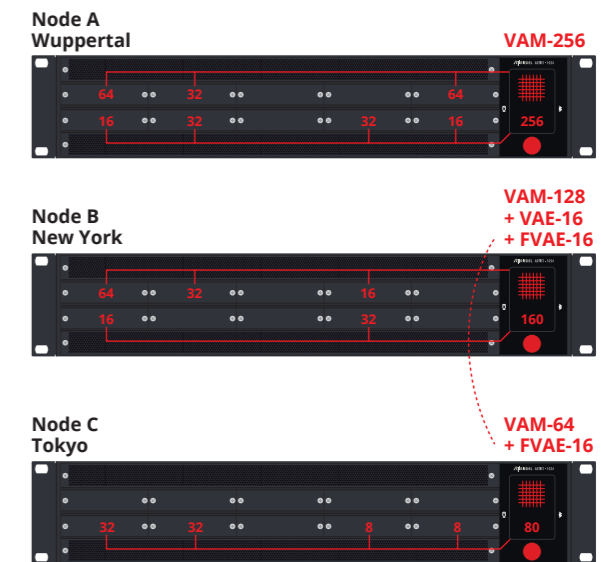 Node A
Wuppertal
VAM-256
64 32 64
16 32 32 16
256
Node B
New York
VAM-128
+ VAE-16
+ FVAE-16
64 32 16
16 32
160
Node C
Tokyo
VAM-64
+ FVAE-16
32 32 8 8
80